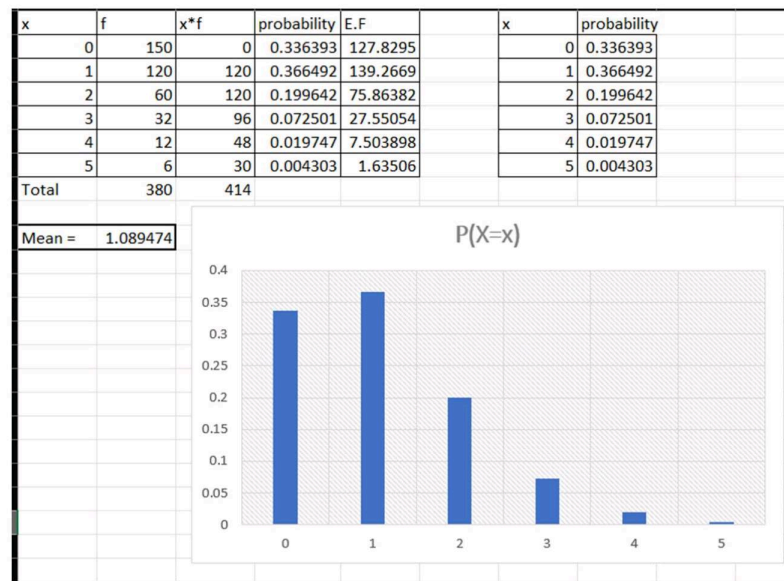 x f x*f probability E.F x probability
0 150 0 0.336393 127.8295 0 0.336393
1 120 120 0.366492 139.2669 1 0.366492
2 60 120 0.199642 75.86382 2 0.199642
3 32 96 0.072501 27.55054 3 0.072501
4 12 48 0.019747 7.503898 4 0.019747
5 6 30 0.004303 1.63506 5 0.004303
Total 380 414
Mean = 1.089474
P(X=x)
0.4
0.35
0.3
0.25
0.2
0.15
0.1
0.05
0
0 1 2 3 4 5